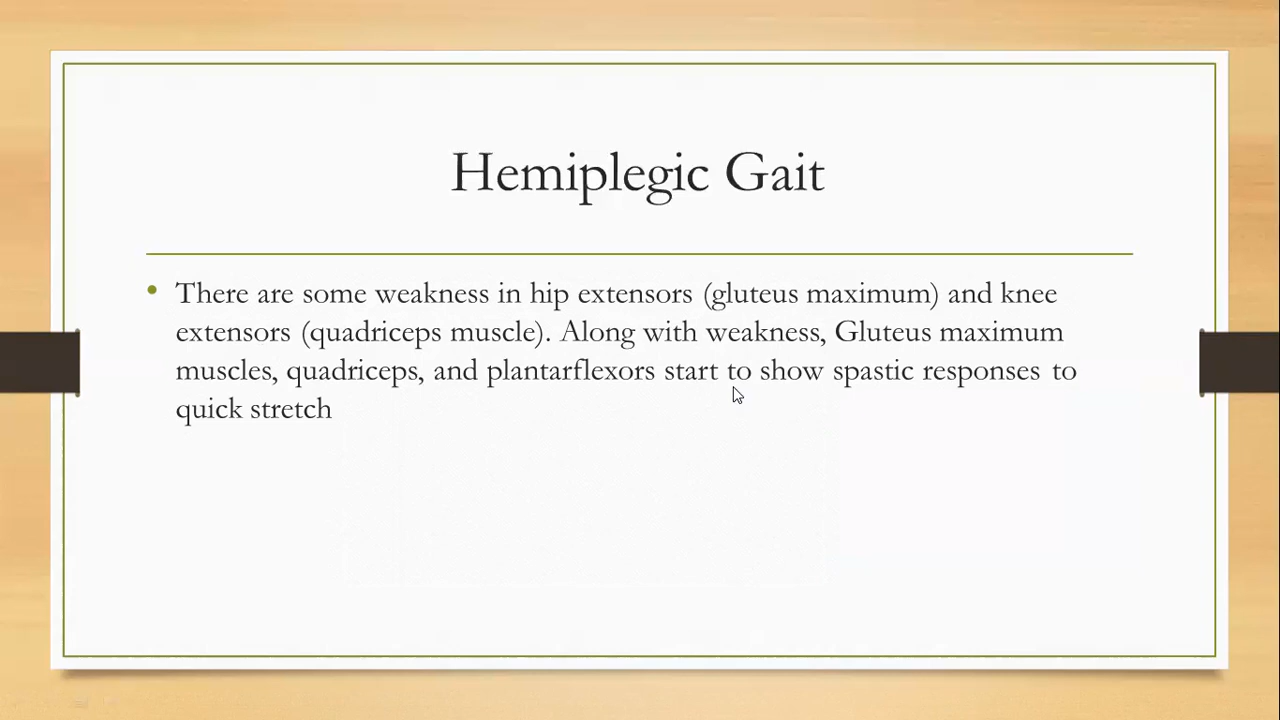 Hemiplegic Gait
• There are some weakness in hip extensors (gluteus maximum) and knee
extensors (quadriceps muscle). Along with weakness, Gluteus maximum
muscles, quadriceps, and plantarflexors start to show spastic responses to
quick stretch